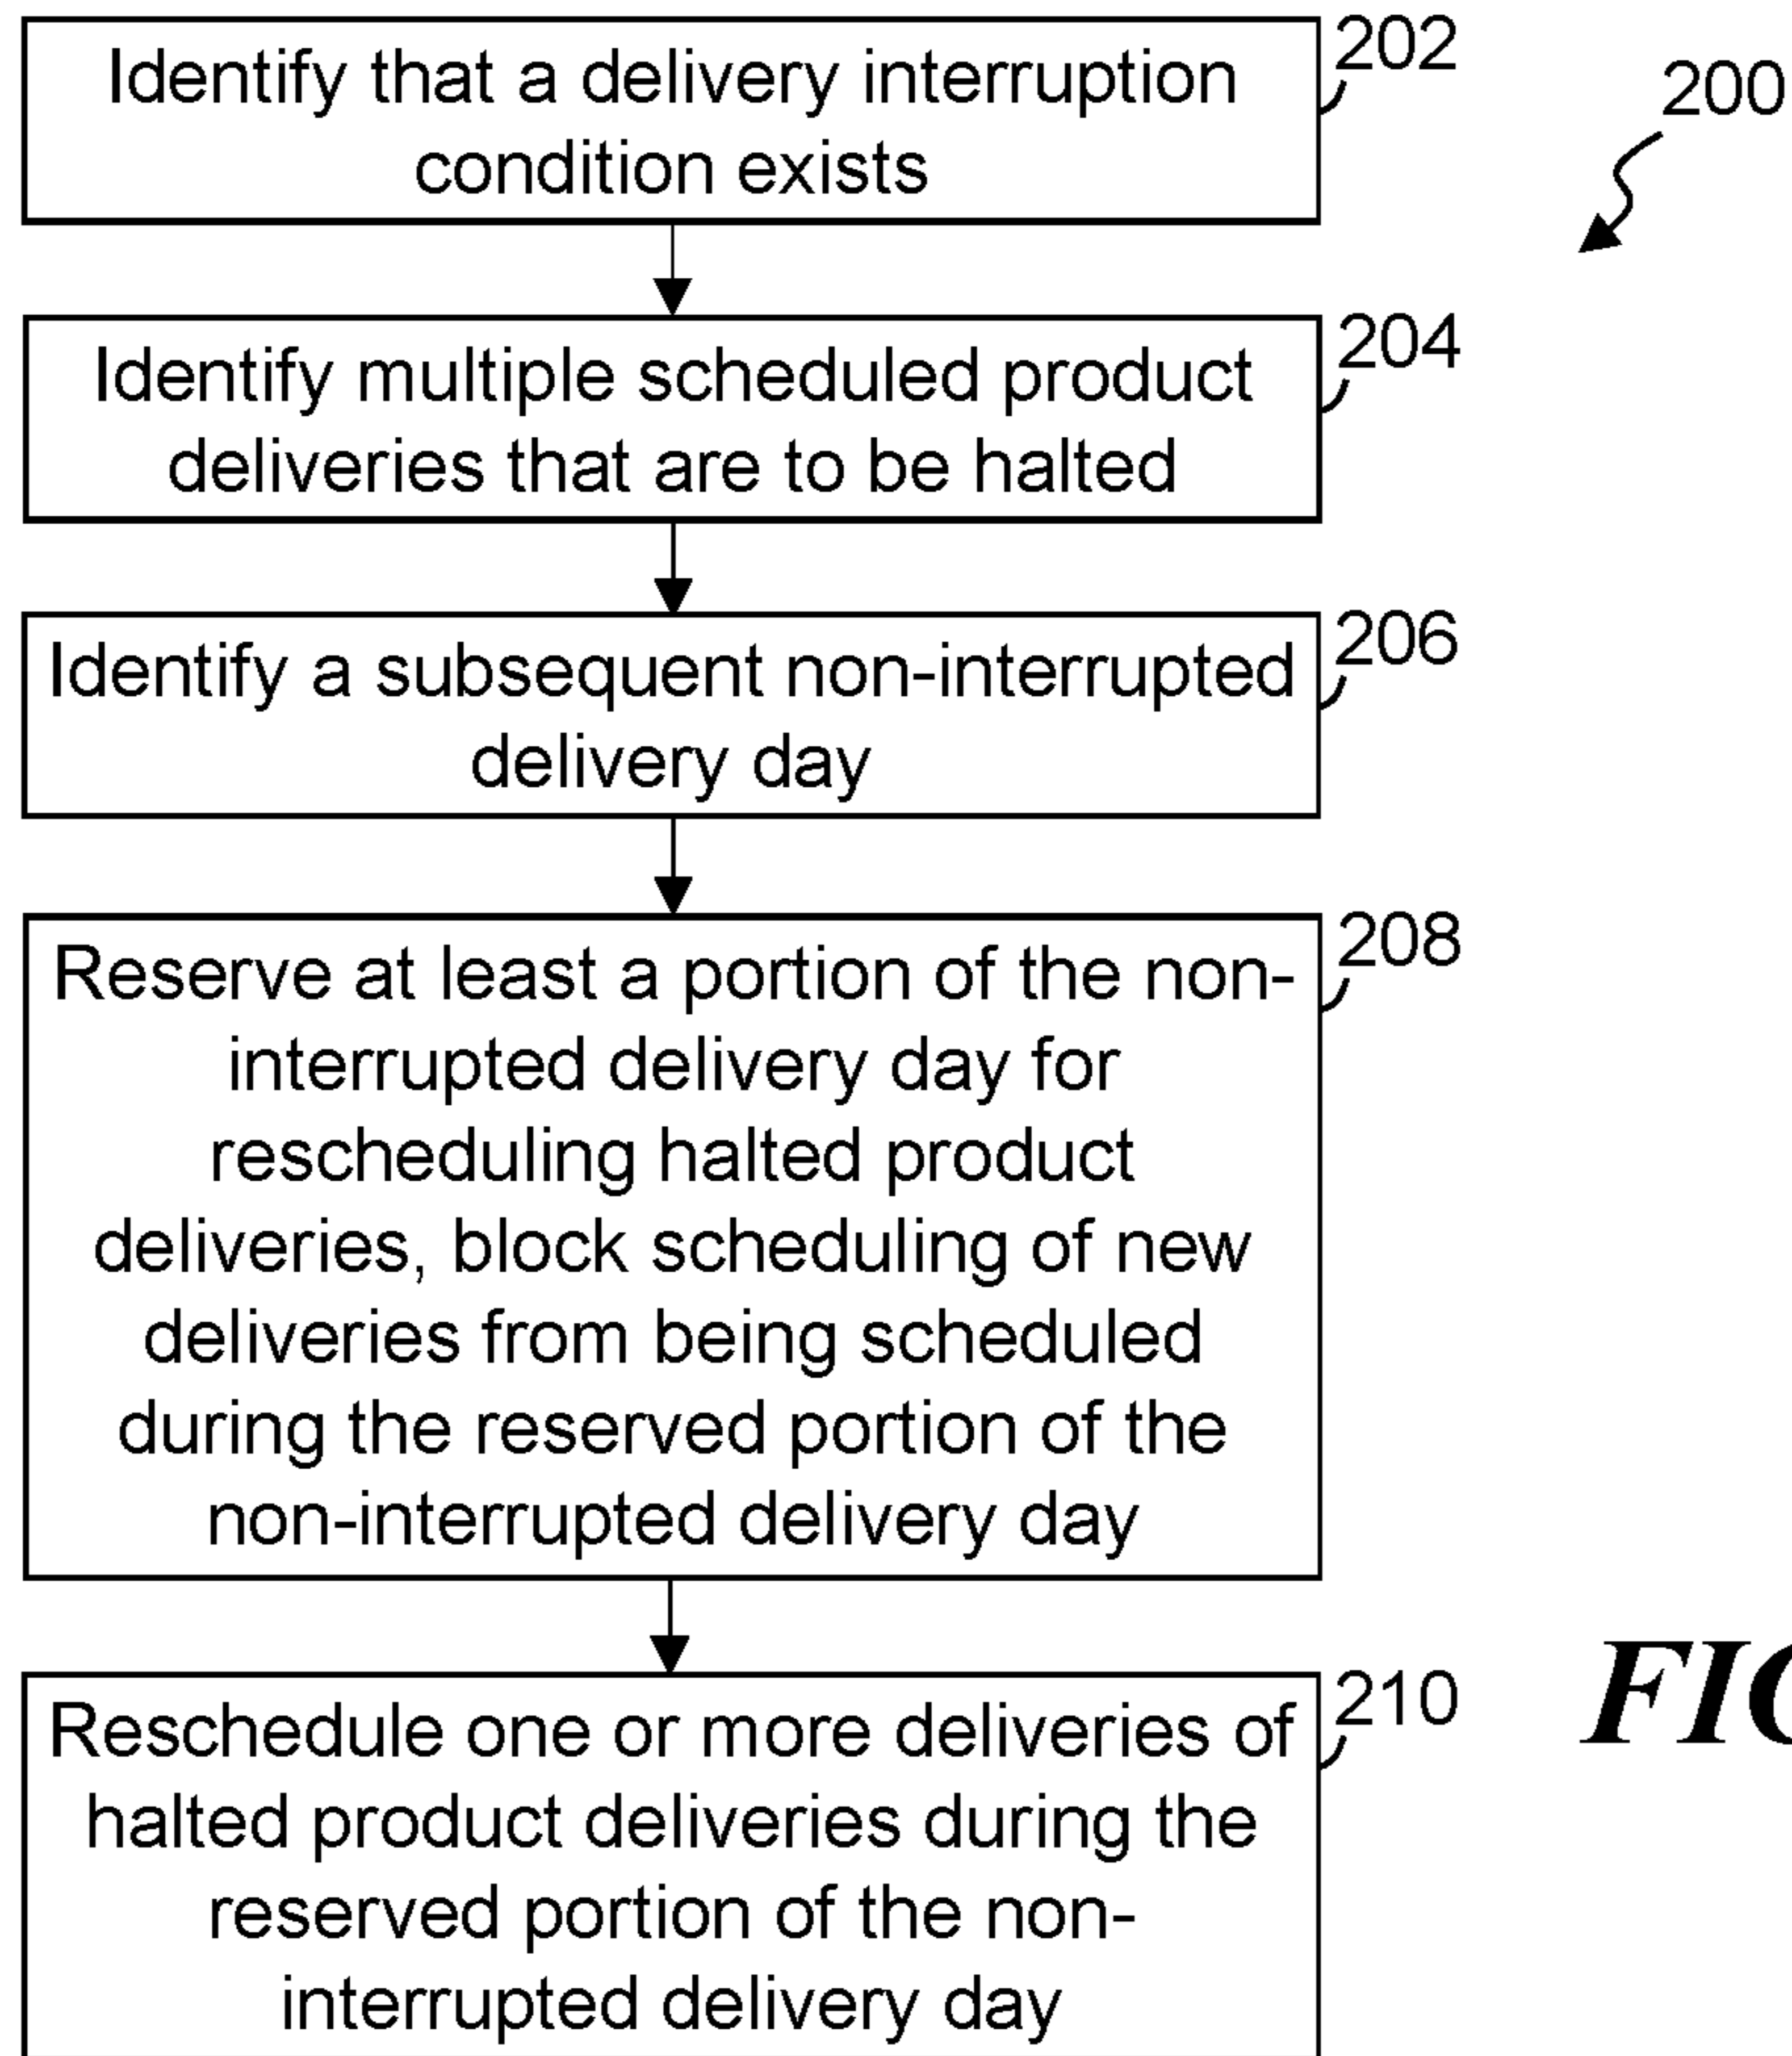 Identify that a delivery interruption
condition exists
202
200
Identify multiple scheduled product
deliveries that are to be halted
204
Identify a subsequent non-interrupted
delivery day
206
Reserve at least a portion of the non-
interrupted delivery day for
rescheduling halted product
deliveries, block scheduling of new
deliveries from being scheduled
during the reserved portion of the
non-interrupted delivery day
208
Reschedule one or more deliveries of
halted product deliveries during the
reserved portion of the non-
interrupted delivery day
210